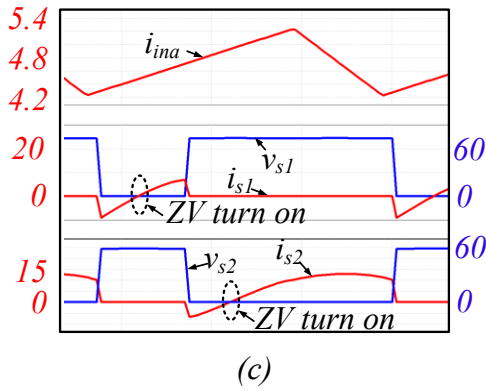 5.4
4.8
4.2
i_ina
20
0
60
0
v_s1
i_s1
ZV turn on
15
0
60
0
v_s2
i_s2
ZV turn on
(c)